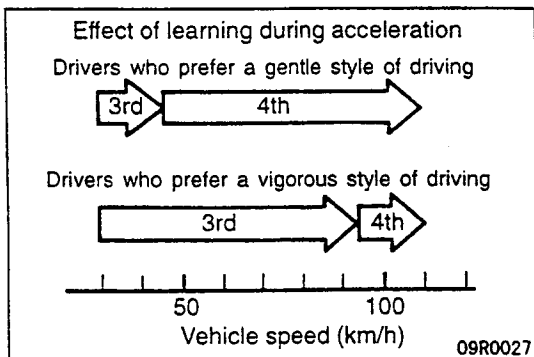 Effect of learning during acceleration
Drivers who prefer a gentle style of driving
3rd 4th
Drivers who prefer a vigorous style of driving
3rd 4th
50 100
Vehicle speed (km/h)
09R0027